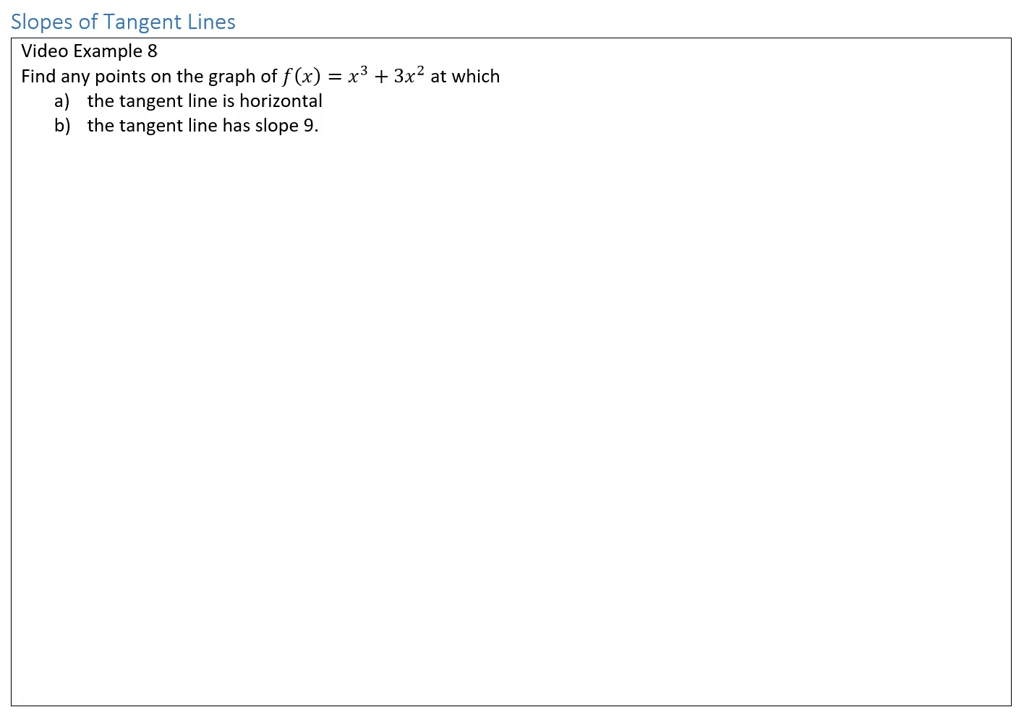 Slopes of Tangent Lines
Video Example 8
Find any points on the graph of f(x) = x³ + 3x² at which
a) the tangent line is horizontal
b) the tangent line has slope 9.